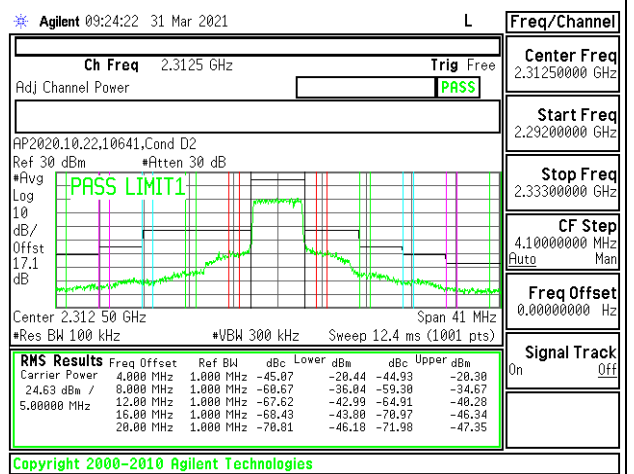 Agilent 09:24:22 31 Mar 2021 L
Freq/Channel
Ch Freq 2.3125 GHz Trig Free
Adj Channel Power PASS
AP2020.10.22,10641,Cond D2
Ref 30 dBm #Atten 30 dB
#Avg
Log
10
dB/
Offst
17.1
dB
PASS LIMIT1
Center 2.312 50 GHz Span 41 MHz
#Res BW 100 kHz #VBW 300 kHz Sweep 12.4 ms (1001 pts)
RMS Results Freq Offset Ref BW dBc Lower dBm dBc Upper dBm
Carrier Power 4.000 MHz 1.000 MHz -45.07 -20.44 -44.93 -20.30
24.63 dBm / 8.000 MHz 1.000 MHz -60.67 -36.04 -59.30 -34.67
5.00000 MHz 12.00 MHz 1.000 MHz -67.62 -42.99 -64.91 -40.28
16.00 MHz 1.000 MHz -68.43 -43.80 -70.97 -46.34
20.00 MHz 1.000 MHz -70.81 -46.18 -71.98 -47.35
Center Freq
2.31250000 GHz
Start Freq
2.29200000 GHz
Stop Freq
2.33300000 GHz
CF Step
4.10000000 MHz
Auto Man
Freq Offset
0.00000000 Hz
Signal Track
On Off
Copyright 2000-2010 Agilent Technologies